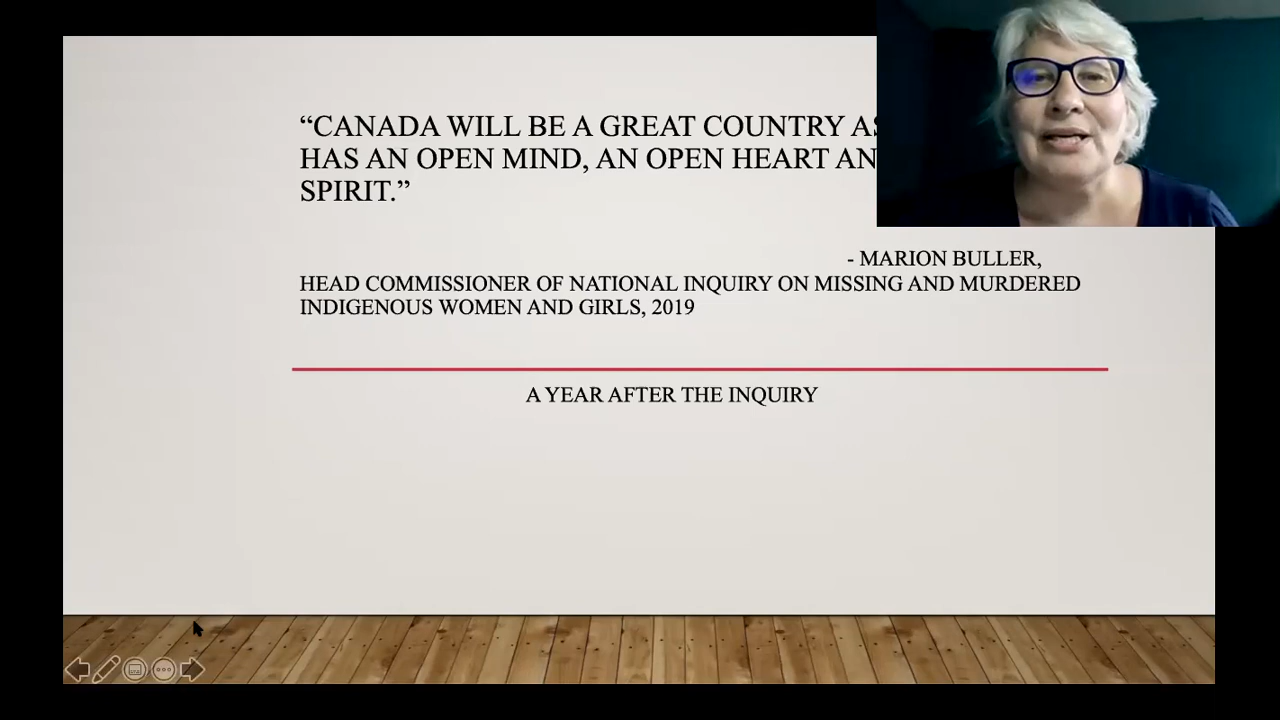 “CANADA WILL BE A GREAT COUNTRY AS
HAS AN OPEN MIND, AN OPEN HEART AN
SPIRIT.”
- MARION BULLER,
HEAD COMMISSIONER OF NATIONAL INQUIRY ON MISSING AND MURDERED
INDIGENOUS WOMEN AND GIRLS, 2019
A YEAR AFTER THE INQUIRY